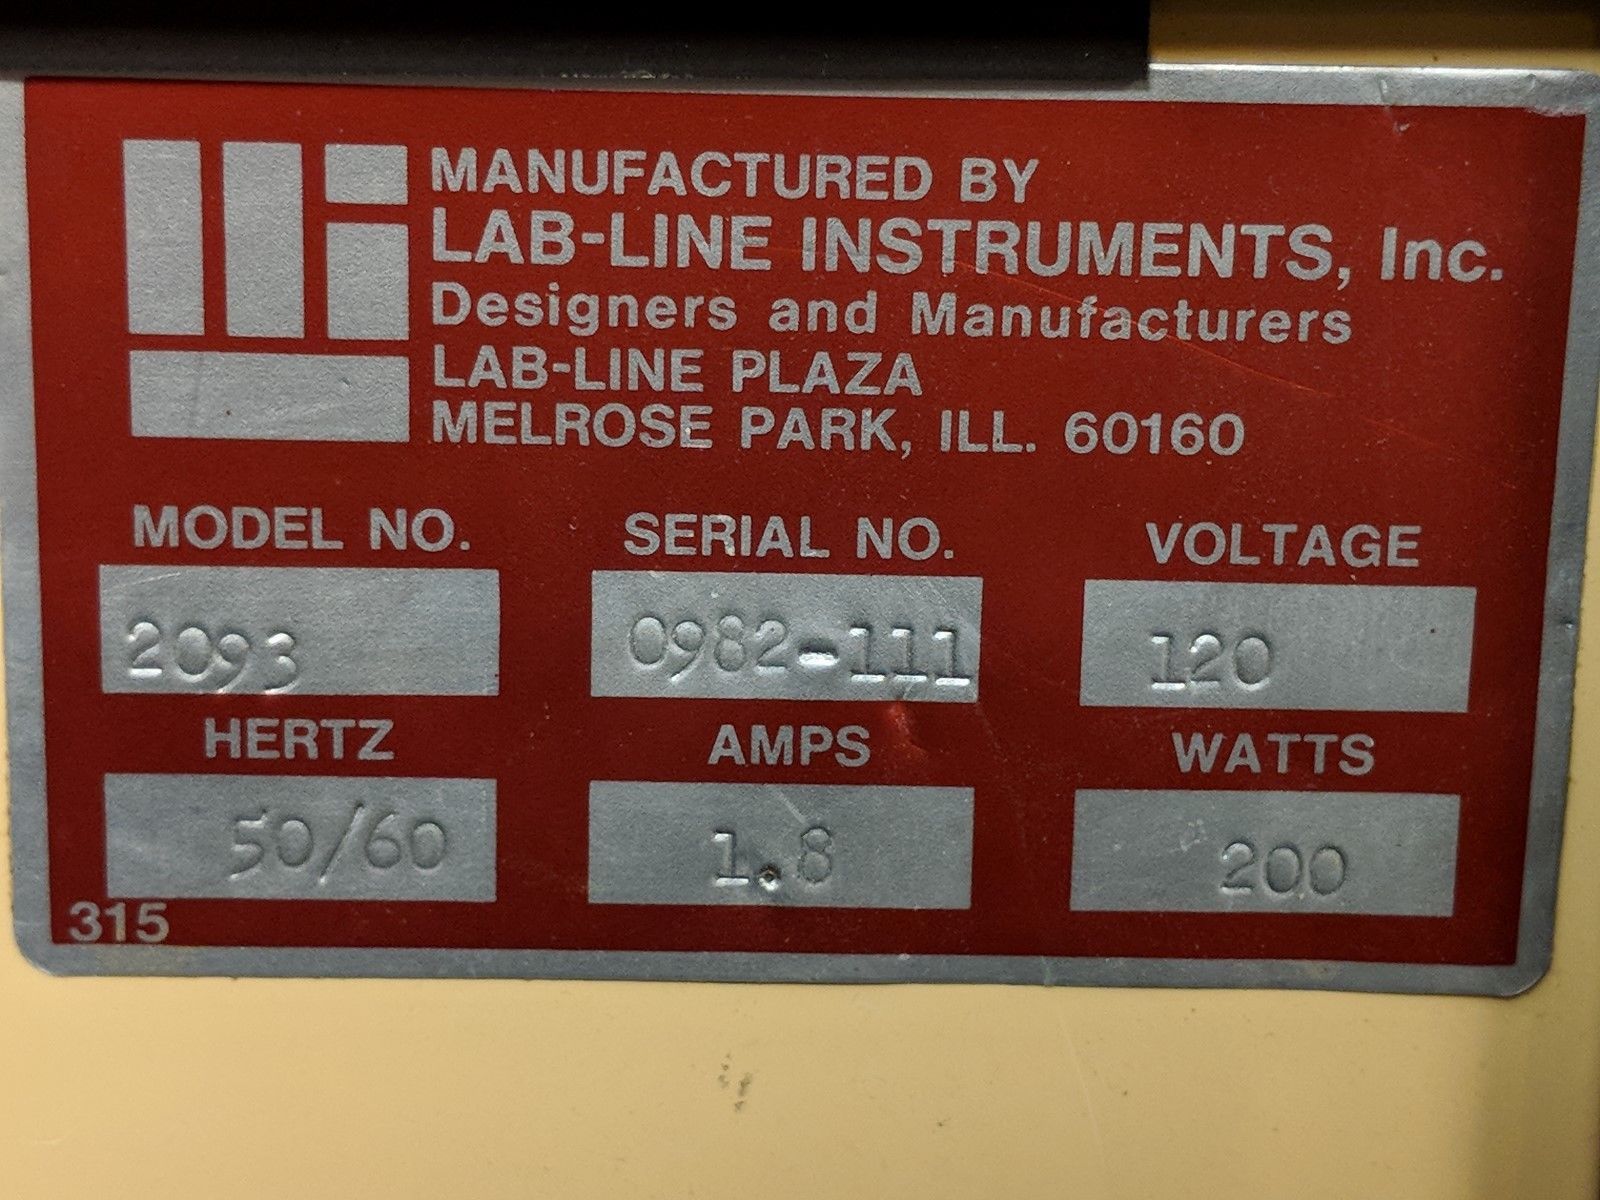 MANUFACTURED BY
LAB-LINE INSTRUMENTS, Inc.
Designers and Manufacturers
LAB-LINE PLAZA
MELROSE PARK, ILL. 60160
MODEL NO. SERIAL NO. VOLTAGE
2093 0982-111 120
HERTZ AMPS WATTS
50/60 1.8 200
315